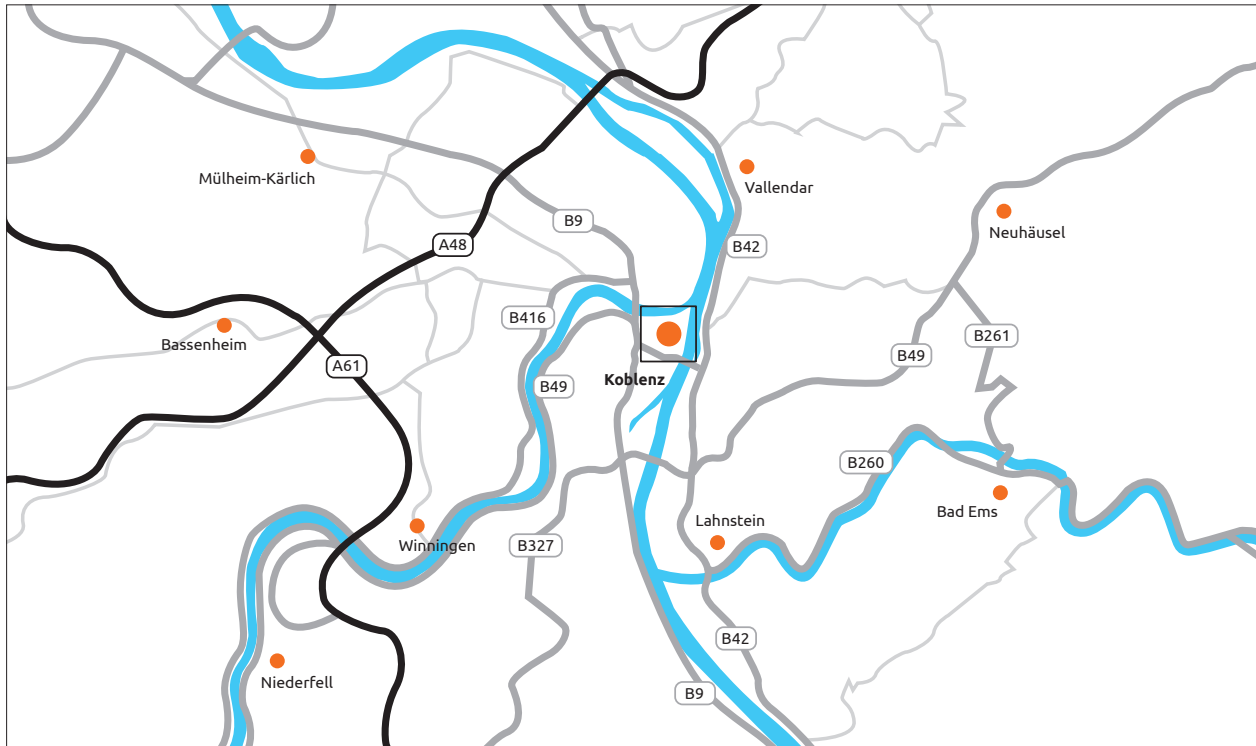 Mülheim-Kärlich
Vallendar
B9
Neuhäusel
A48
B42
B416
Bassenheim
B261
B49
A61
Koblenz
B49
B260
Bad Ems
Lahnstein
Winningen
B327
B42
Niederfell
B9